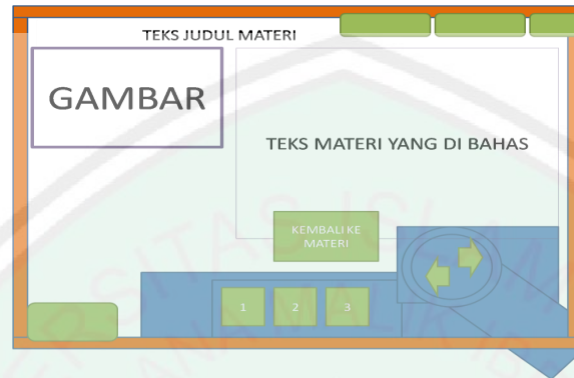 TEKS JUDUL MATERI
GAMBAR
TEKS MATERI YANG DI BAHAS
KEMBALI KE
MATERI
1 2 3